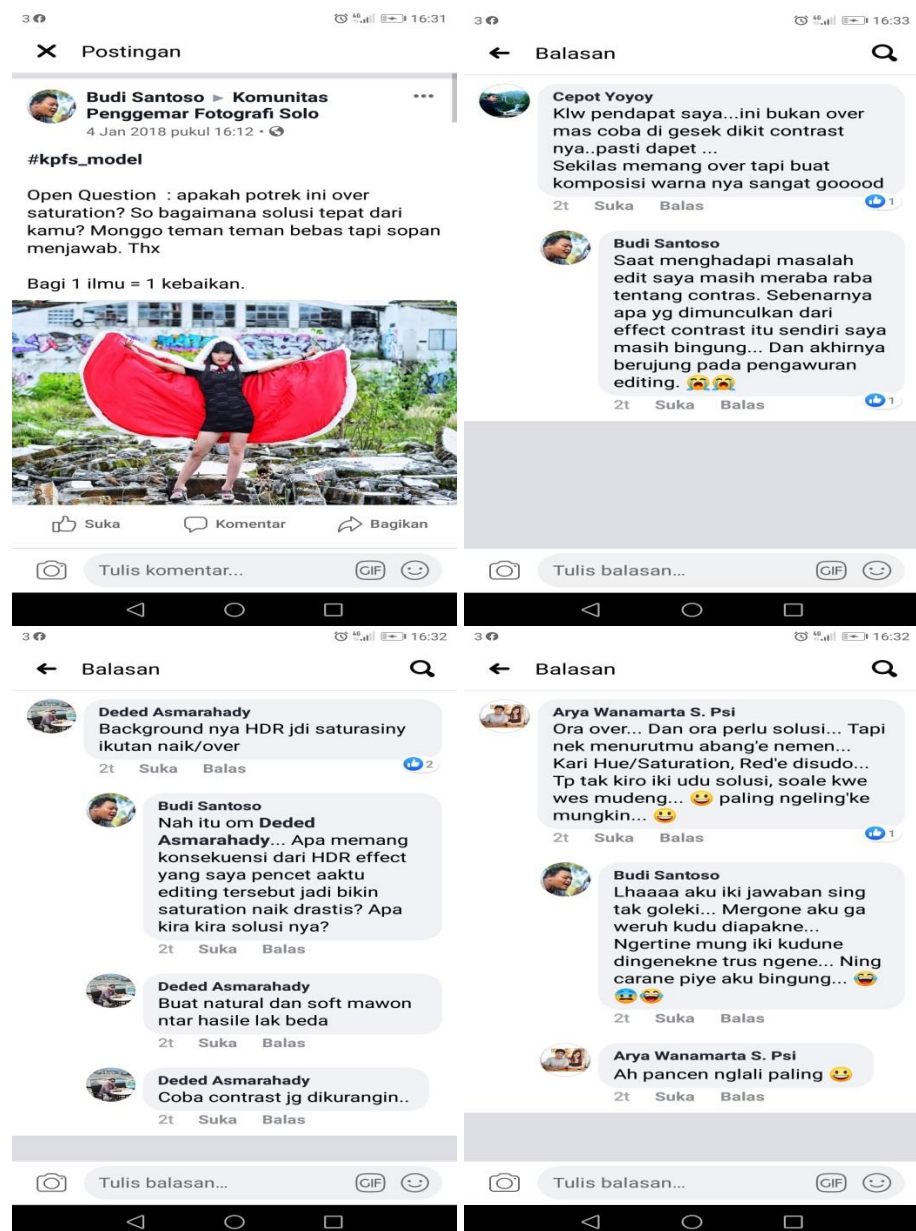 3
16:31
Postingan
Budi Santoso ▸ Komunitas
Penggemar Fotografi Solo
4 Jan 2018 pukul 16:12 •
#kpfs_model
Open Question : apakah potrek ini over
saturation? So bagaimana solusi tepat dari
kamu? Monggo teman teman bebas tapi sopan
menjawab. Thx
Bagi 1 ilmu = 1 kebaikan.
Suka Komentar Bagikan
Tulis komentar...
GIF
3
16:33
Balasan
Cepot Yoyoy
Klw pendapat saya...ini bukan over
mas coba di gesek dikit contrast
nya..pasti dapet ...
Sekilas memang over tapi buat
komposisi warna nya sangat gooood
2t Suka Balas 1
Budi Santoso
Saat menghadapi masalah
edit saya masih meraba raba
tentang contras. Sebenarnya
apa yg dimunculkan dari
effect contrast itu sendiri saya
masih bingung... Dan akhirnya
berujung pada pengawuran
editing. 😭😭
2t Suka Balas 1
Tulis balasan...
GIF
3
16:32
Balasan
Deded Asmarahady
Background nya HDR jdi saturasiny
ikutan naik/over
2t Suka Balas 2
Budi Santoso
Nah itu om Deded
Asmarahady... Apa memang
konsekuensi dari HDR effect
yang saya pencet aaktu
editing tersebut jadi bikin
saturation naik drastis? Apa
kira kira solusi nya?
2t Suka Balas
Deded Asmarahady
Buat natural dan soft mawon
ntar hasile lak beda
2t Suka Balas
Deded Asmarahady
Coba contrast jg dikurangin..
2t Suka Balas
Tulis balasan...
GIF
3
16:32
Balasan
Arya Wanamarta S. Psi
Ora over... Dan ora perlu solusi... Tapi
nek menurutmu abang'e nemen...
Kari Hue/Saturation, Red'e disudo...
Tp tak kiro iki udu solusi, soale kwe
wes mudeng... 😀 paling ngeling'ke
mungkin... 😀
2t Suka Balas 1
Budi Santoso
Lhaaaa aku iki jawaban sing
tak goleki... Mergone aku ga
weruh kudu diapakne...
Ngertine mung iki kudune
dingenekne trus ngene... Ning
carane piye aku bingung... 😂
😰😂
2t Suka Balas
Arya Wanamarta S. Psi
Ah pancen nglali paling 😀
2t Suka Balas
Tulis balasan...
GIF